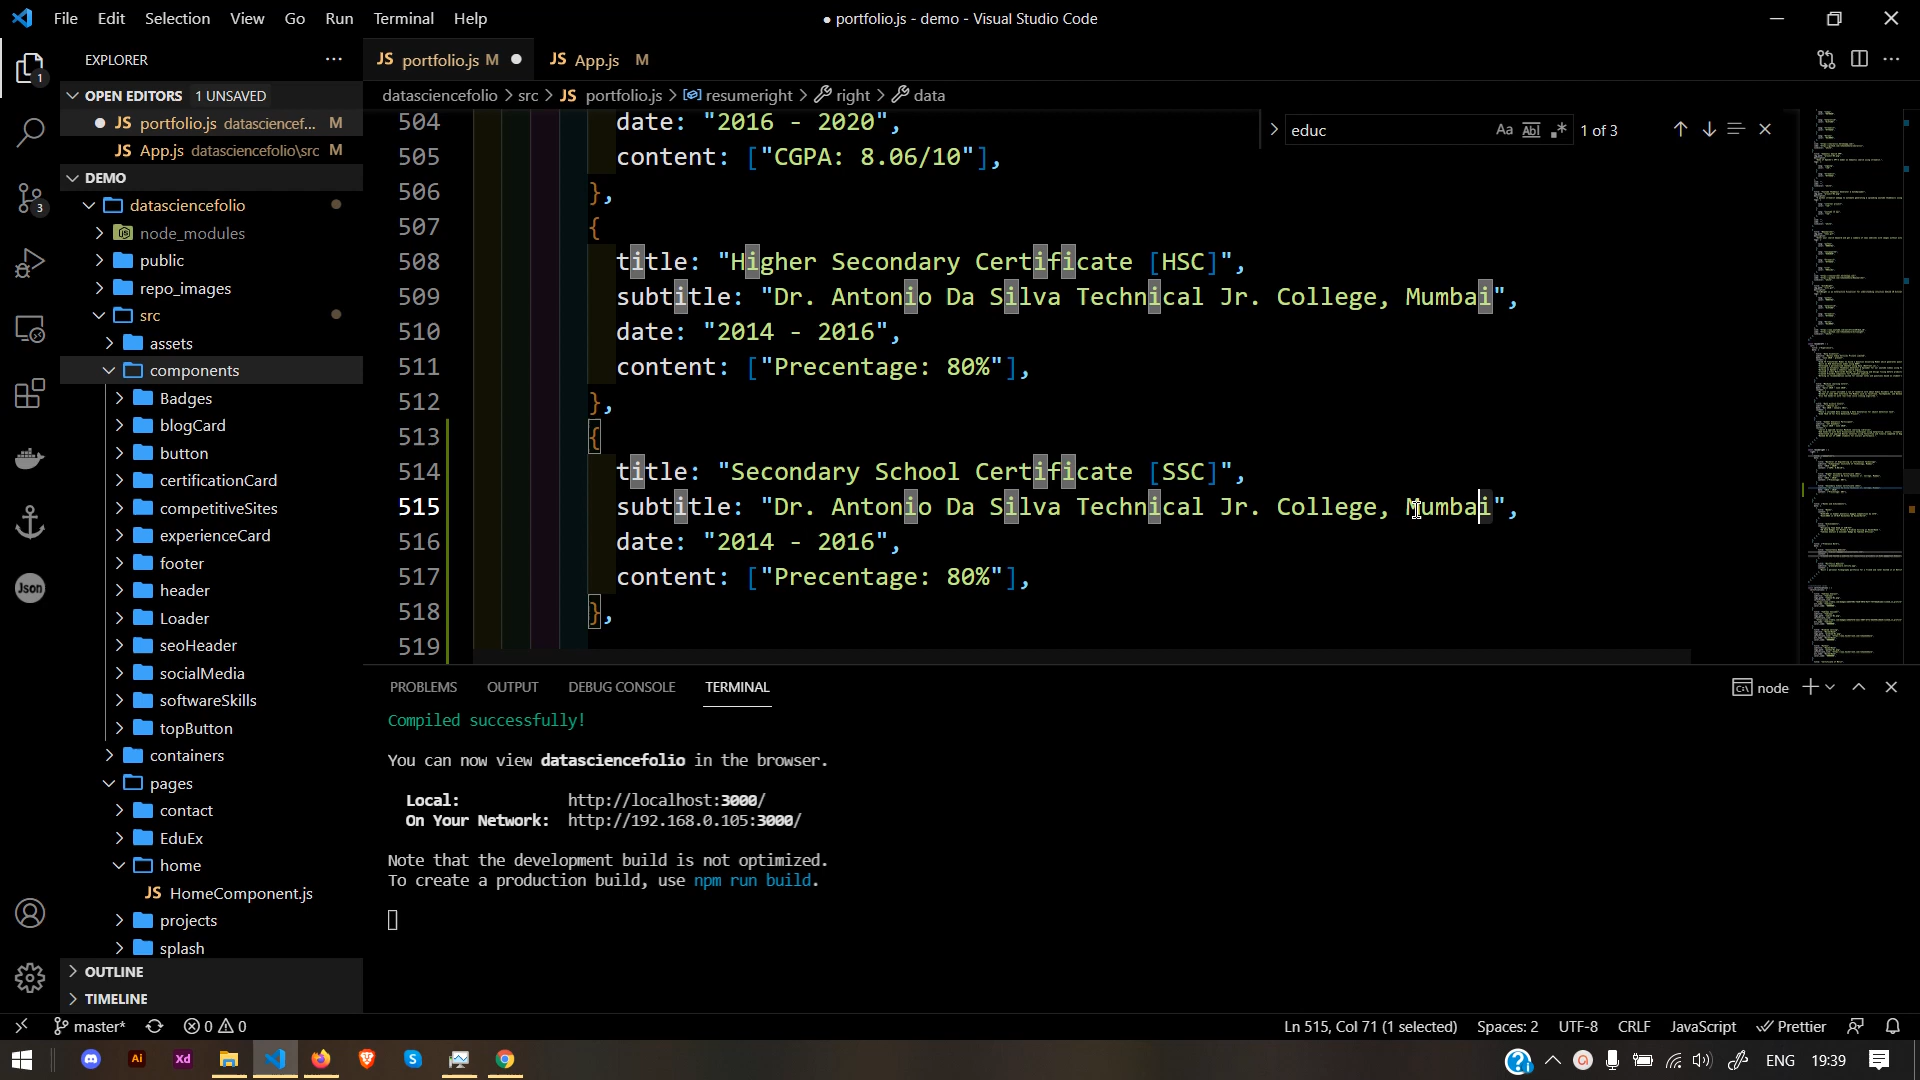 File Edit Selection View Go Run Terminal Help
● portfolio.js - demo - Visual Studio Code
EXPLORER
OPEN EDITORS 1 UNSAVED
JS portfolio.js datasciencef... M
JS App.js datasciencefolio\src M
DEMO
datasciencefolio
node_modules
public
repo_images
src
assets
components
Badges
blogCard
button
certificationCard
competitiveSites
experienceCard
footer
header
Loader
seoHeader
socialMedia
softwareSkills
topButton
containers
pages
contact
EduEx
home
JS HomeComponent.js
projects
splash
OUTLINE
TIMELINE
1
3
Json
JS portfolio.js M ●
JS App.js M
datasciencefolio > src > JS portfolio.js > resumeright > right > data
educ Aa Abl .* 1 of 3
504 date: "2016 - 2020",
505 content: ["CGPA: 8.06/10"],
506 },
507 {
508 title: "Higher Secondary Certificate [HSC]",
509 subtitle: "Dr. Antonio Da Silva Technical Jr. College, Mumbai",
510 date: "2014 - 2016",
511 content: ["Precentage: 80%"],
512 },
513 {
514 title: "Secondary School Certificate [SSC]",
515 subtitle: "Dr. Antonio Da Silva Technical Jr. College, Mumbai",
516 date: "2014 - 2016",
517 content: ["Precentage: 80%"],
518 },
519
PROBLEMS OUTPUT DEBUG CONSOLE TERMINAL
node
Compiled successfully!
You can now view datasciencefolio in the browser.
Local: http://localhost:3000/
On Your Network: http://192.168.0.105:3000/
Note that the development build is not optimized.
To create a production build, use npm run build.
master* 0 0
Ln 515, Col 71 (1 selected) Spaces: 2 UTF-8 CRLF JavaScript Prettier
Ai Xd S
ENG 19:39